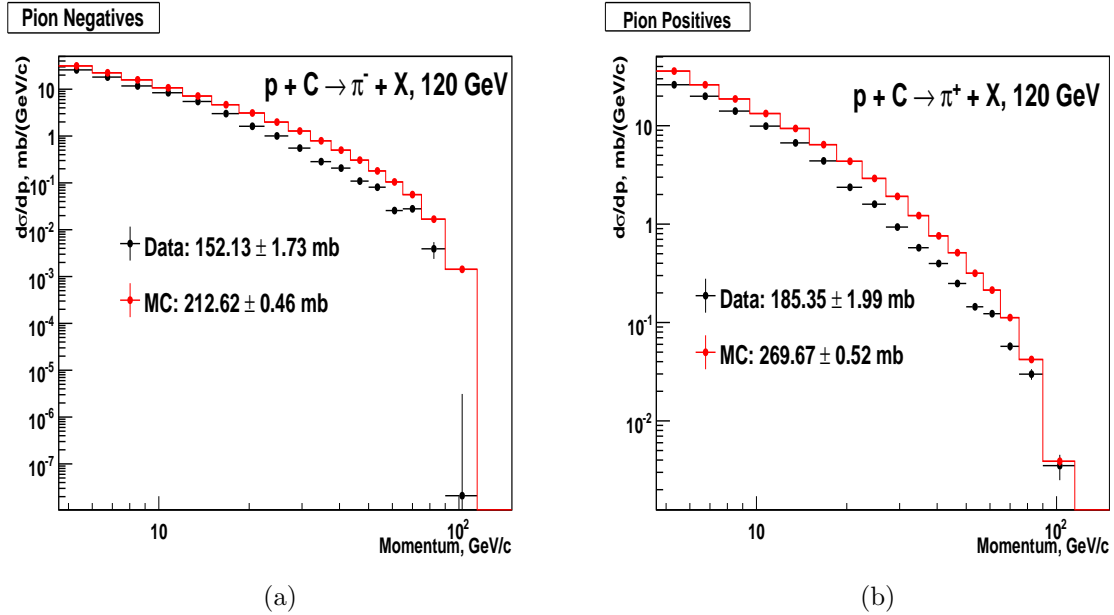 Pion Negatives
p + C → π⁻ + X, 120 GeV
dσ/dp, mb/(GeV/c)
10
1
10⁻¹
10⁻²
10⁻³
10⁻⁴
10⁻⁵
10⁻⁶
10⁻⁷
Data: 152.13 ± 1.73 mb
MC: 212.62 ± 0.46 mb
10
10²
Momentum, GeV/c
(a)
Pion Positives
p + C → π⁺ + X, 120 GeV
dσ/dp, mb/(GeV/c)
10
1
10⁻¹
10⁻²
Data: 185.35 ± 1.99 mb
MC: 269.67 ± 0.52 mb
10
10²
Momentum, GeV/c
(b)